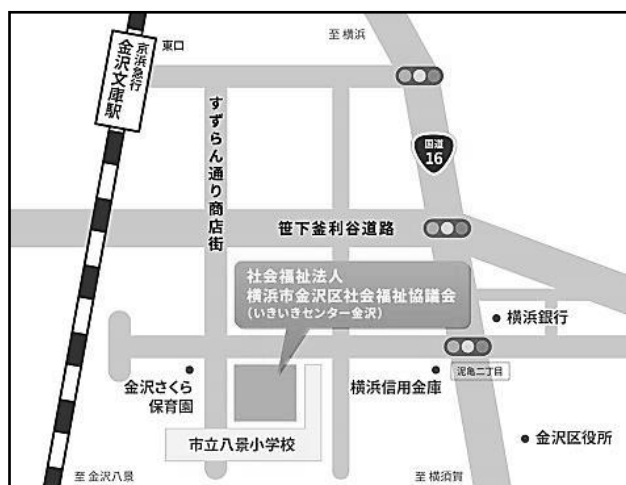 至 横浜
東口
京浜急行
金沢文庫駅
国道
16
すずらん通り商店街
笹下釜利谷道路
社会福祉法人
横浜市金沢区社会福祉協議会
（いきいきセンター金沢）
横浜銀行
泥亀二丁目
金沢さくら
保育園
横浜信用金庫
市立八景小学校
金沢区役所
至 金沢八景
至 横須賀